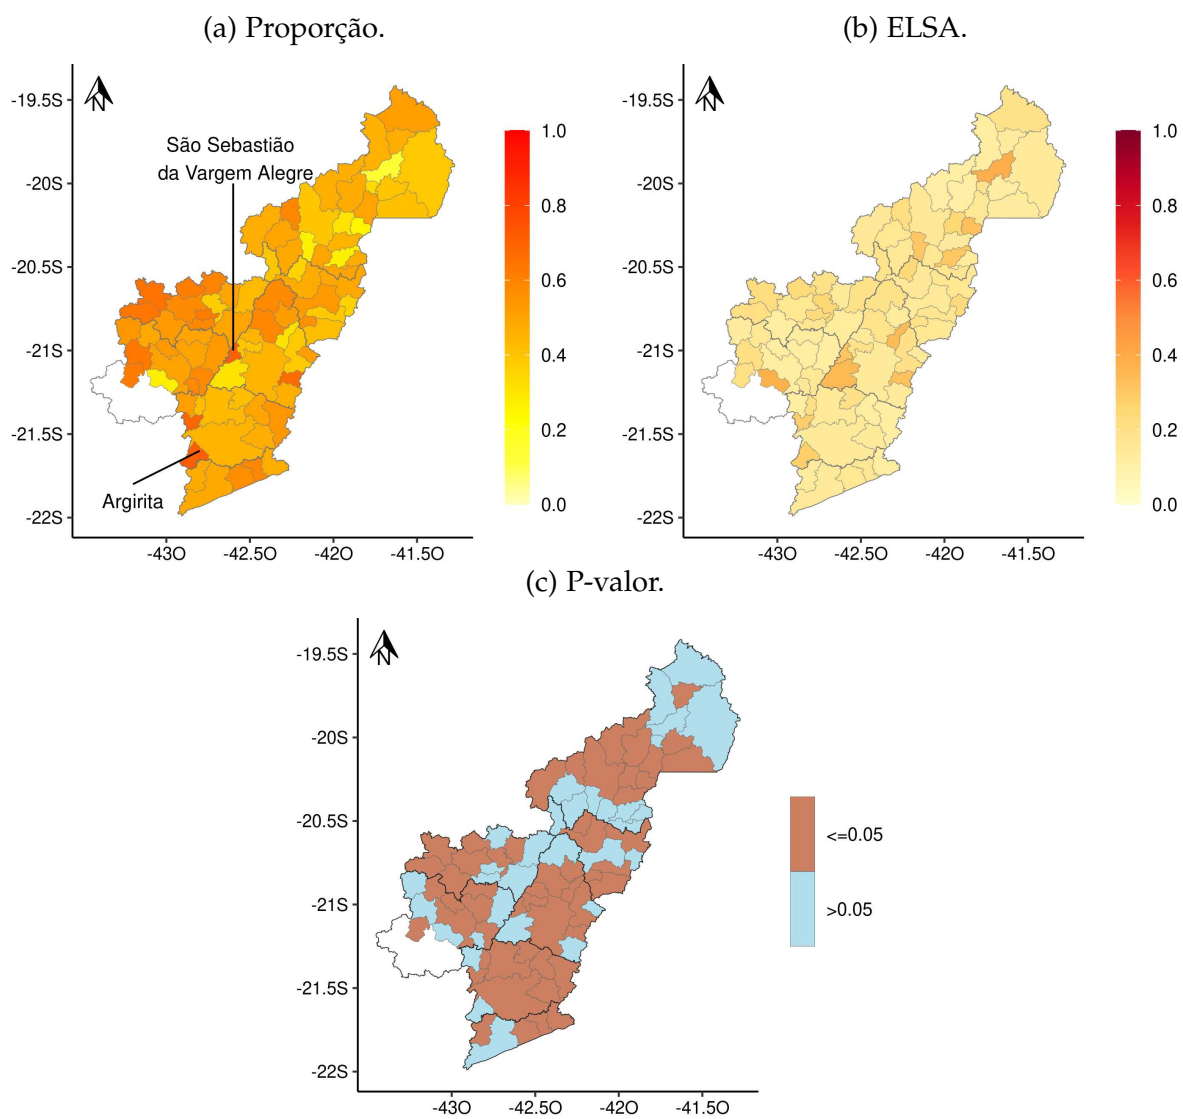 (a) Proporção.
(b) ELSA.
N
São Sebastião
da Vargem Alegre
Argirita
-19.5S
-20S
-20.5S
-21S
-21.5S
-22S
-43O
-42.5O
-42O
-41.5O
1.0
0.8
0.6
0.4
0.2
0.0
N
-19.5S
-20S
-20.5S
-21S
-21.5S
-22S
-43O
-42.5O
-42O
-41.5O
1.0
0.8
0.6
0.4
0.2
0.0
(c) P-valor.
N
-19.5S
-20S
-20.5S
-21S
-21.5S
-22S
-43O
-42.5O
-42O
-41.5O
<=0.05
>0.05